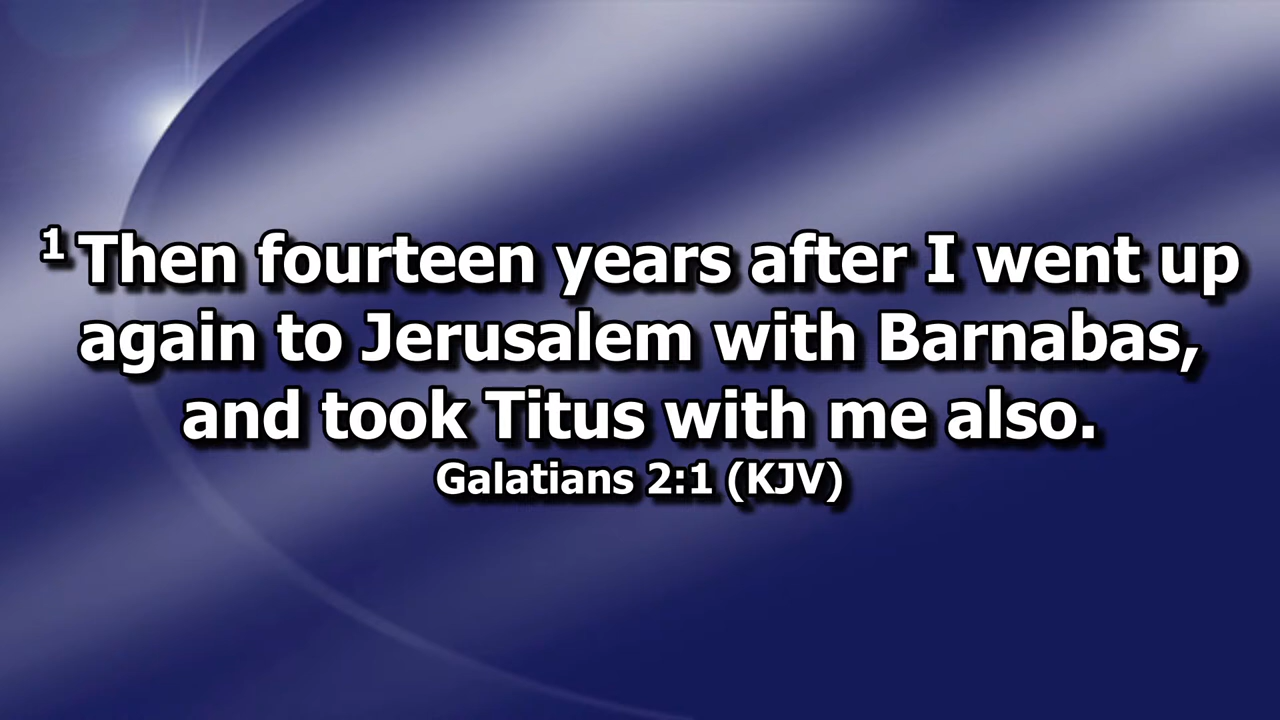 1 Then fourteen years after I went up
again to Jerusalem with Barnabas,
and took Titus with me also.
Galatians 2:1 (KJV)